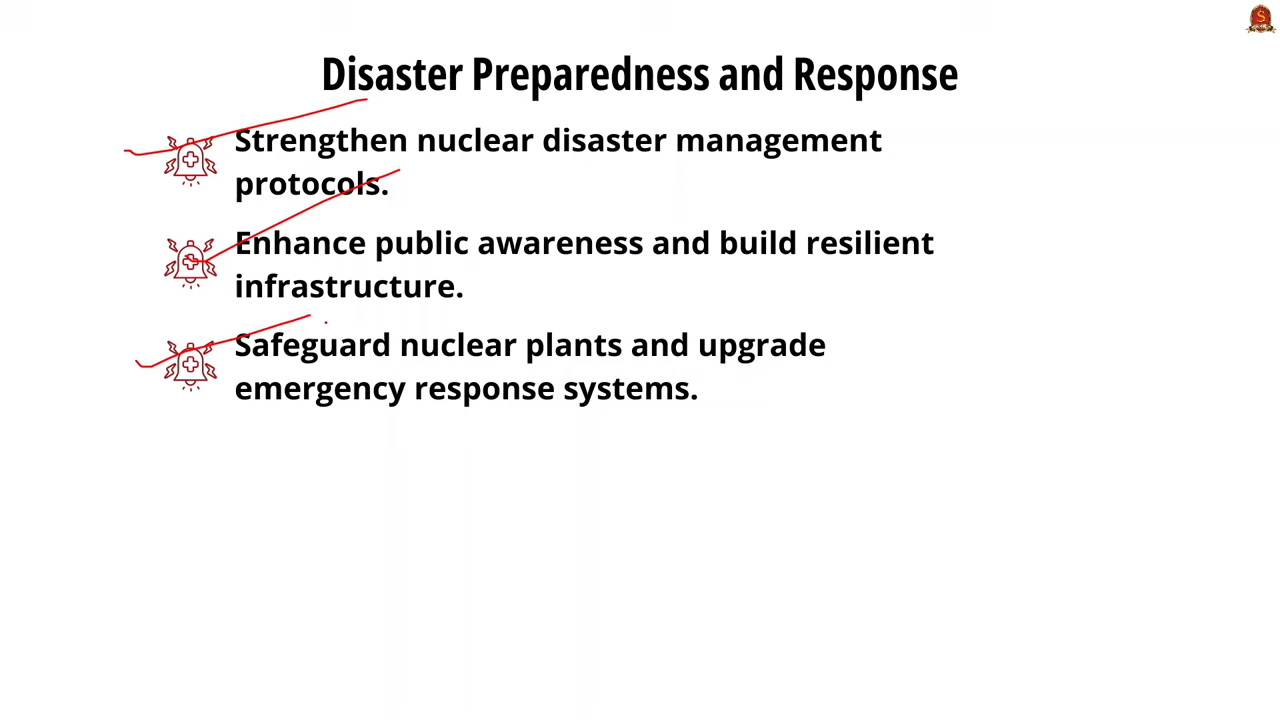 Disaster Preparedness and Response
Strengthen nuclear disaster management
protocols.
Enhance public awareness and build resilient
infrastructure.
Safeguard nuclear plants and upgrade
emergency response systems.